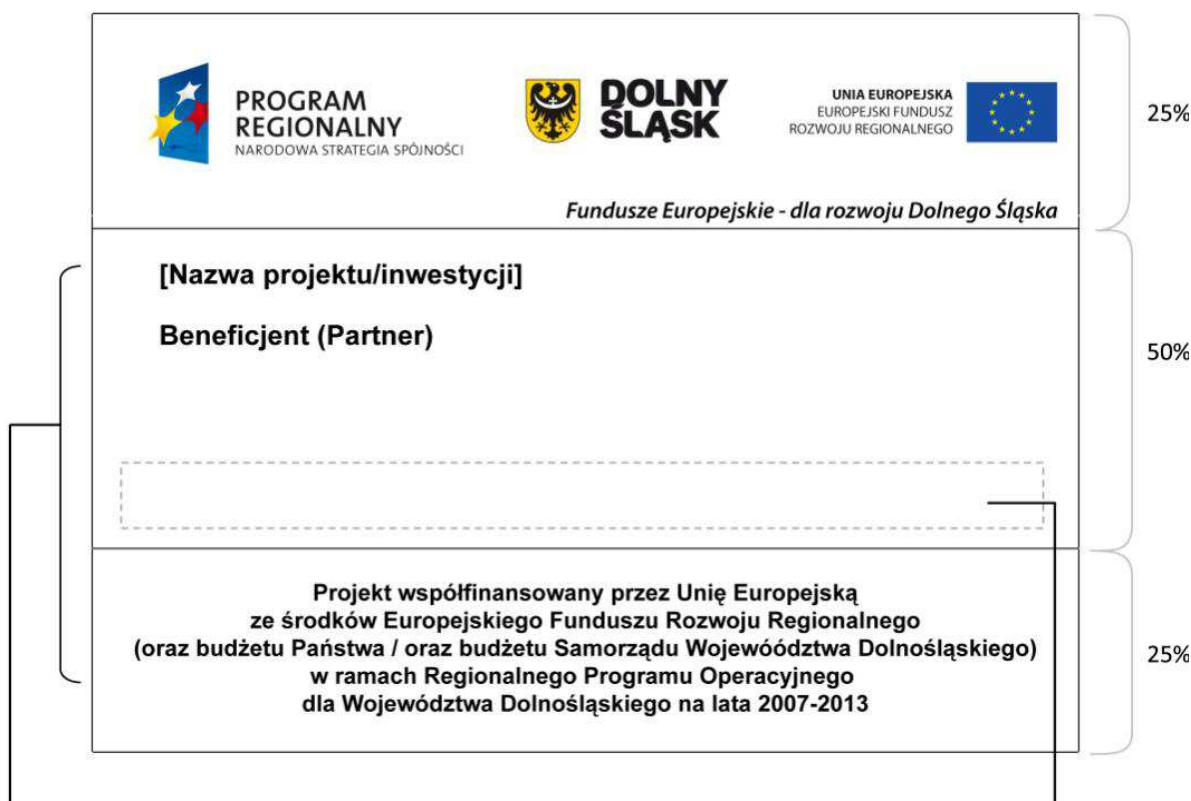 PROGRAM
REGIONALNY
NARODOWA STRATEGIA SPÓJNOŚCI
DOLNY
ŚLĄSK
UNIA EUROPEJSKA
EUROPEJSKI FUNDUSZ
ROZWOJU REGIONALNEGO
25%
Fundusze Europejskie - dla rozwoju Dolnego Śląska
[Nazwa projektu/inwestycji]
Beneficjent (Partner)
50%
Projekt współfinansowany przez Unię Europejską
ze środków Europejskiego Funduszu Rozwoju Regionalnego
(oraz budżetu Państwa / oraz budżetu Samorządu Wojewóództwa Dolnośląskiego)
w ramach Regionalnego Programu Operacyjnego
dla Województwa Dolnośląskiego na lata 2007-2013
25%